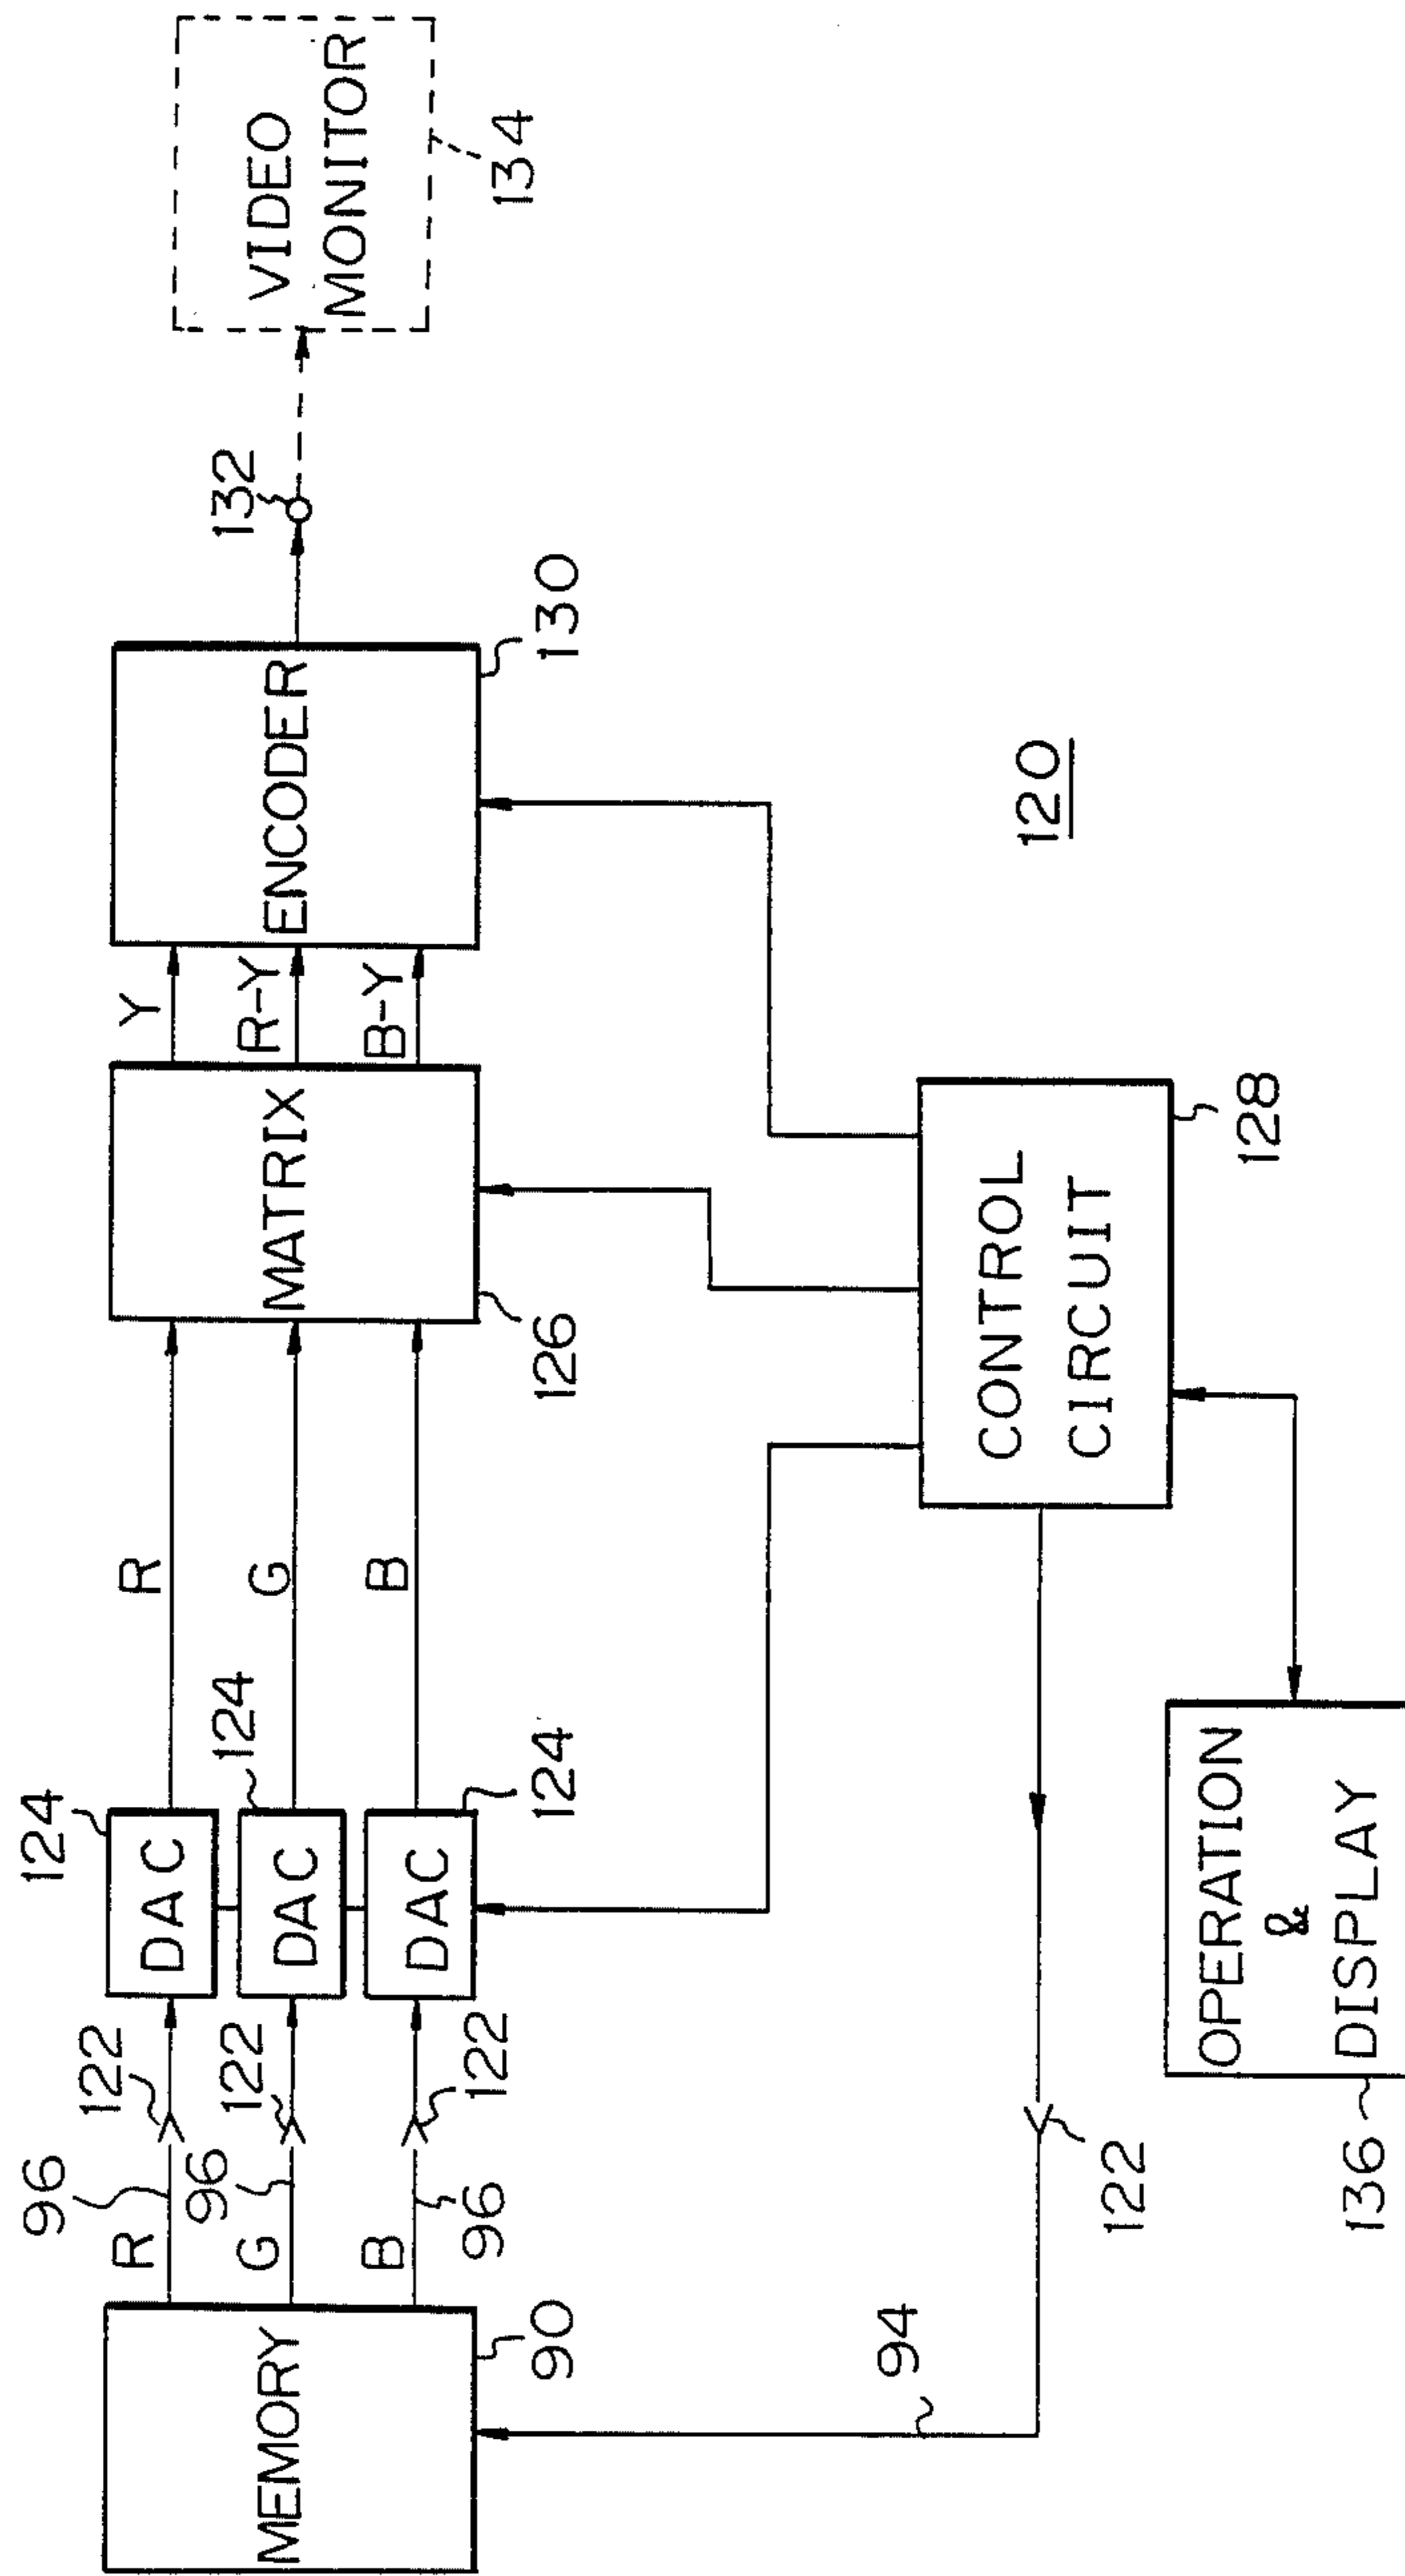 124
124
96
122
R
DAC
R
Y
VIDEO
MONITOR
132
96
122
MEMORY
G
DAC
G
MATRIX
R-Y
ENCODER
134
96
122
B
DAC
B
B-Y
90
124
126
130
94
CONTROL
CIRCUIT
120
122
128
OPERATION
&
DISPLAY
136